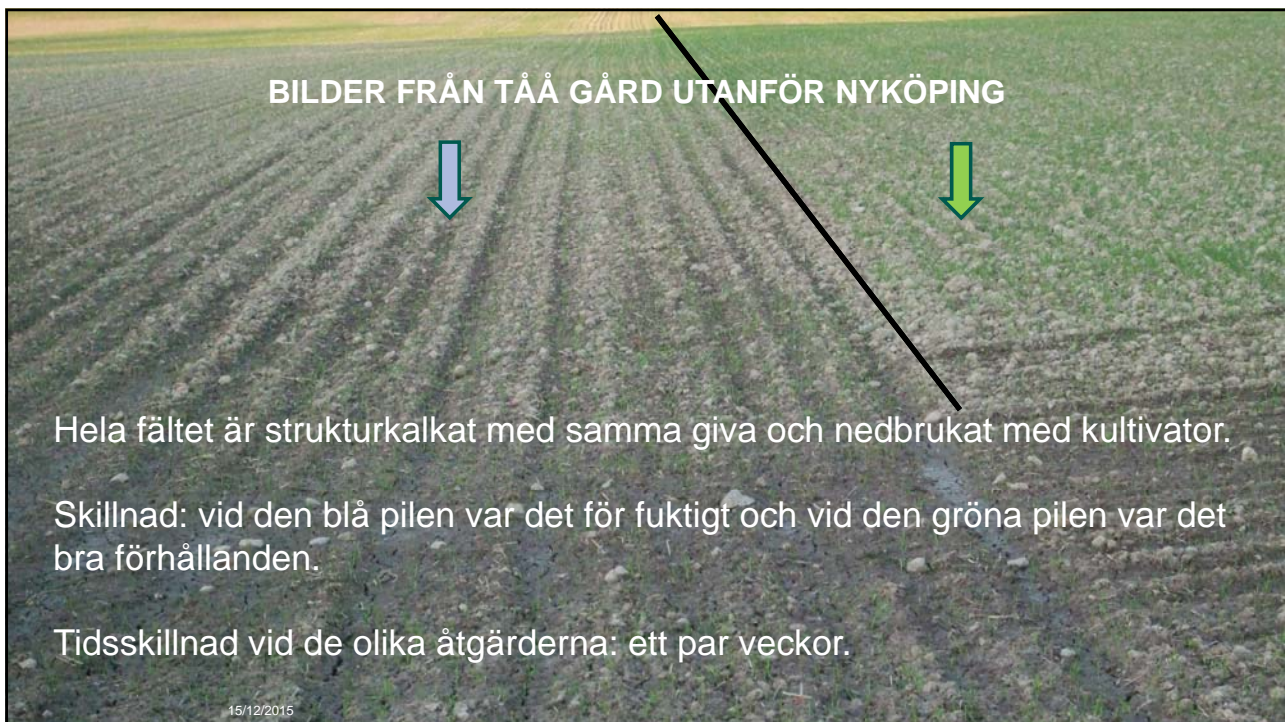 BILDER FRÅN TÅÅ GÅRD UTANFÖR NYKÖPING
Hela fältet är strukturkalkat med samma giva och nedbrukat med kultivator.
Skillnad: vid den blå pilen var det för fuktigt och vid den gröna pilen var det
bra förhållanden.
Tidsskillnad vid de olika åtgärderna: ett par veckor.
15/12/2015